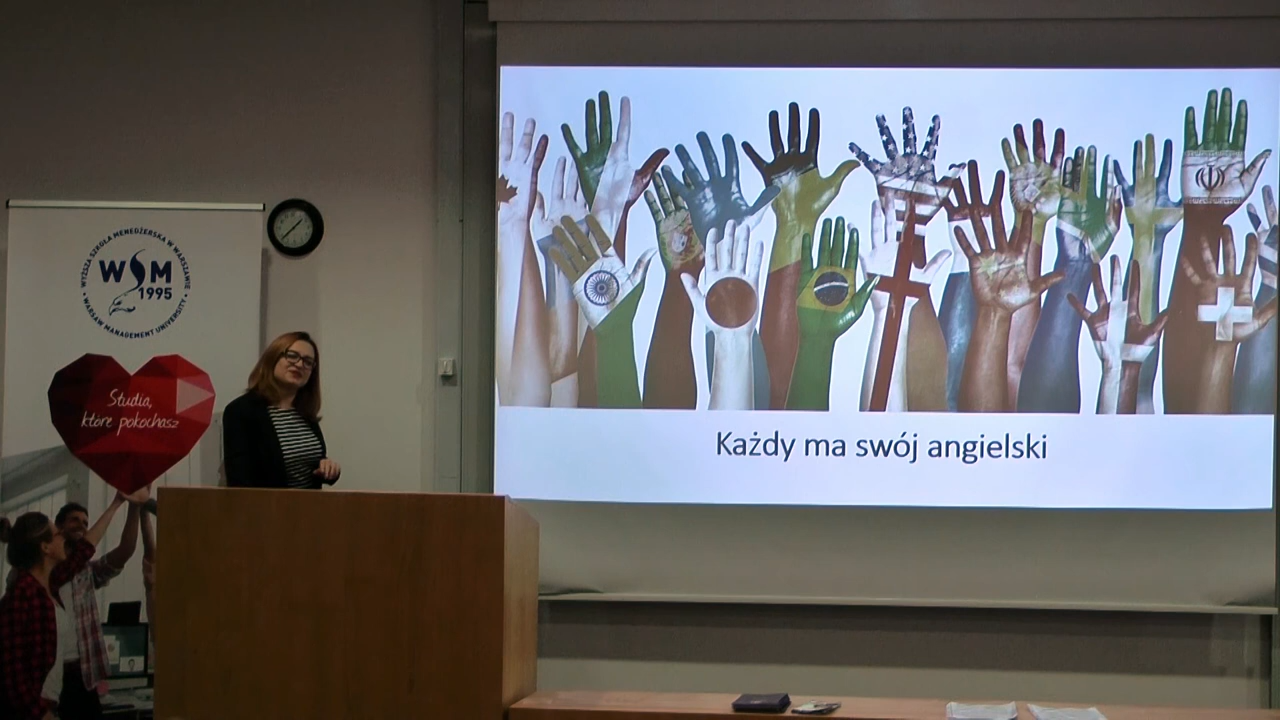 WYŻSZA SZKOŁA MENEDŻERSKA W WARSZAWIE
WSM
1995
WARSAW MANAGEMENT UNIVERSITY
Studia,
które pokochasz
Każdy ma swój angielski